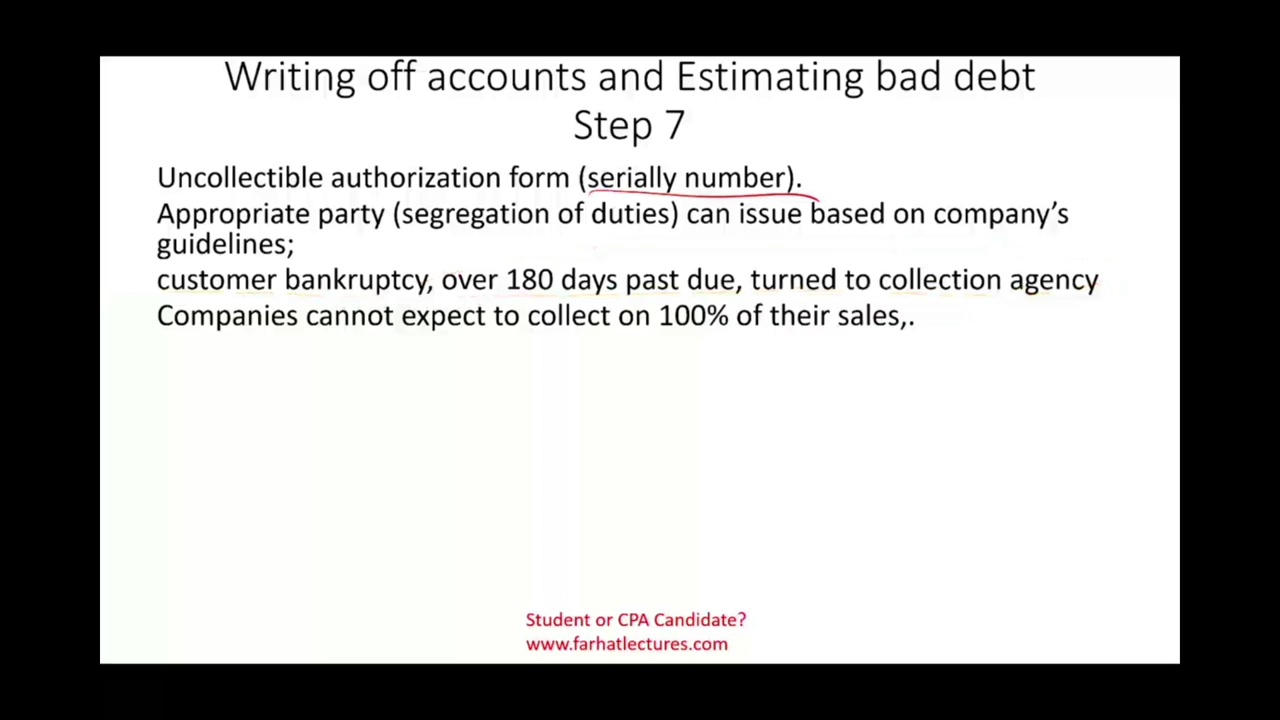 Writing off accounts and Estimating bad debt
Step 7
Uncollectible authorization form (serially number).
Appropriate party (segregation of duties) can issue based on company’s
guidelines;
customer bankruptcy, over 180 days past due, turned to collection agency
Companies cannot expect to collect on 100% of their sales,.
Student or CPA Candidate?
www.farhatlectures.com